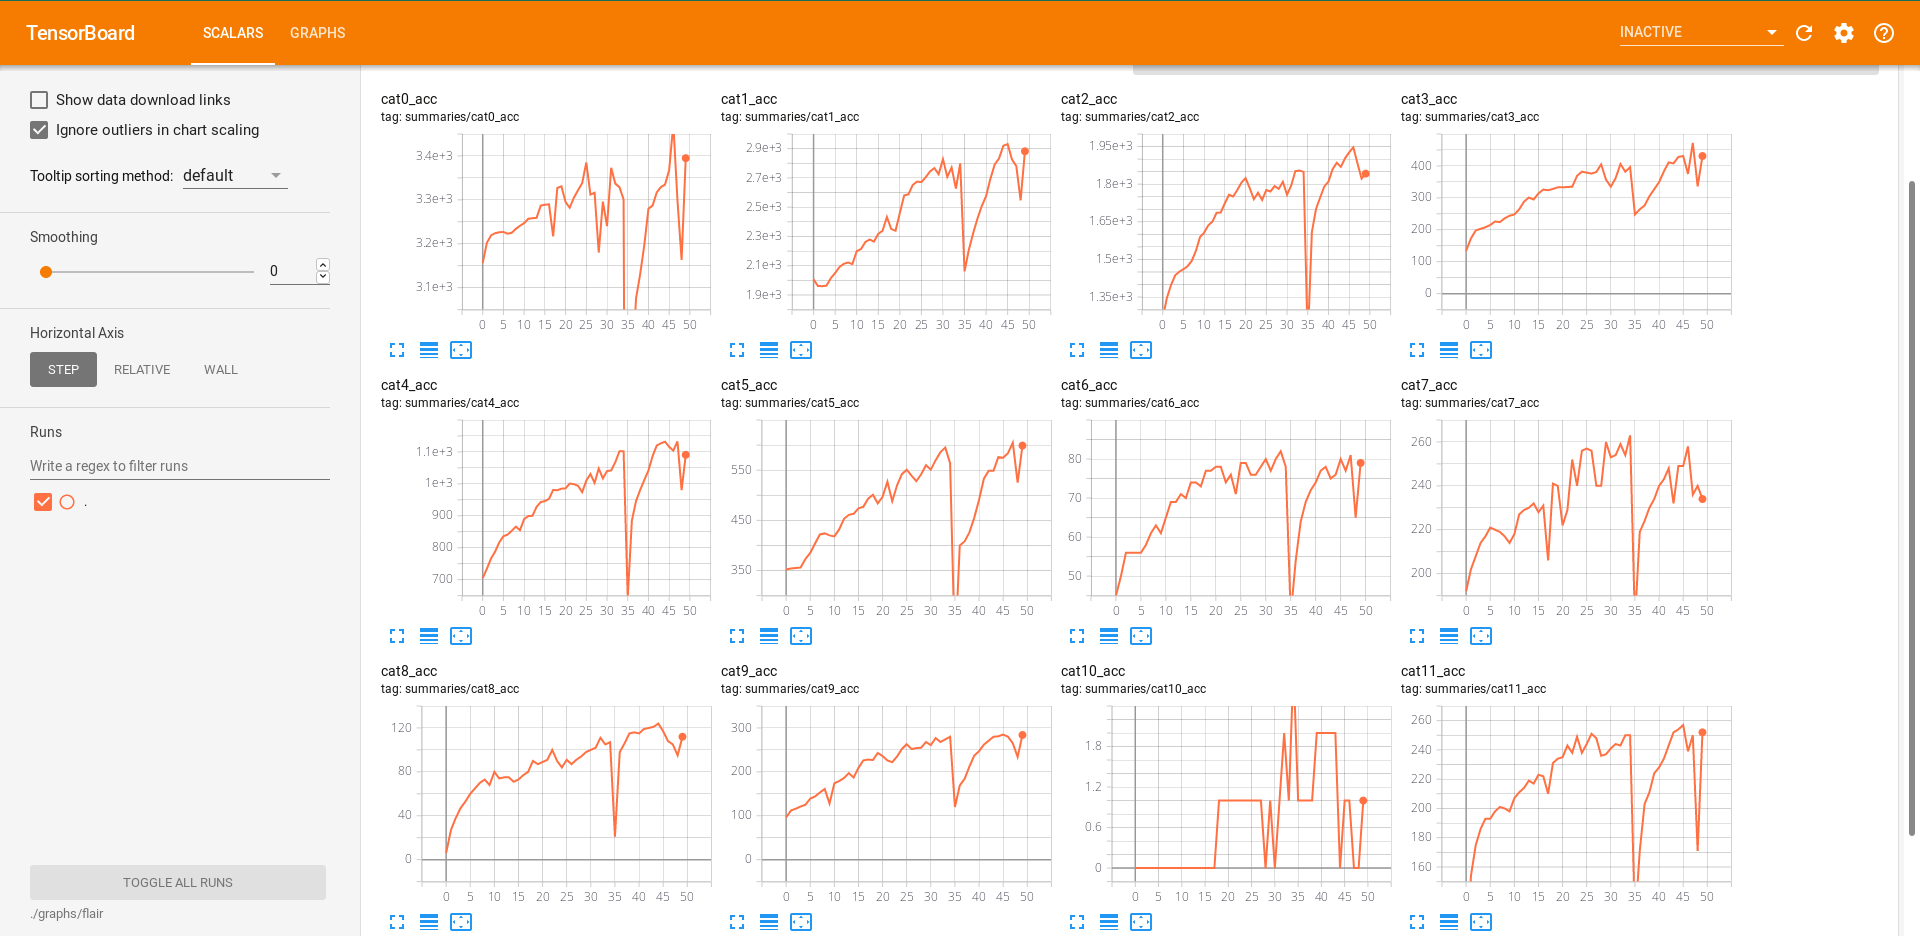 TensorBoard SCALARS GRAPHS INACTIVE
Show data download links
Ignore outliers in chart scaling
Tooltip sorting method: default
Smoothing
0
Horizontal Axis
STEP RELATIVE WALL
Runs
Write a regex to filter runs
.
TOGGLE ALL RUNS
./graphs/flair
cat0_acc
tag: summaries/cat0_acc
3.4e+3
3.3e+3
3.2e+3
3.1e+3
0 5 10 15 20 25 30 35 40 45 50
cat1_acc
tag: summaries/cat1_acc
2.9e+3
2.7e+3
2.5e+3
2.3e+3
2.1e+3
1.9e+3
0 5 10 15 20 25 30 35 40 45 50
cat2_acc
tag: summaries/cat2_acc
1.95e+3
1.8e+3
1.65e+3
1.5e+3
1.35e+3
0 5 10 15 20 25 30 35 40 45 50
cat3_acc
tag: summaries/cat3_acc
400
300
200
100
0
0 5 10 15 20 25 30 35 40 45 50
cat4_acc
tag: summaries/cat4_acc
1.1e+3
1e+3
900
800
700
0 5 10 15 20 25 30 35 40 45 50
cat5_acc
tag: summaries/cat5_acc
550
450
350
0 5 10 15 20 25 30 35 40 45 50
cat6_acc
tag: summaries/cat6_acc
80
70
60
50
0 5 10 15 20 25 30 35 40 45 50
cat7_acc
tag: summaries/cat7_acc
260
240
220
200
0 5 10 15 20 25 30 35 40 45 50
cat8_acc
tag: summaries/cat8_acc
120
80
40
0
0 5 10 15 20 25 30 35 40 45 50
cat9_acc
tag: summaries/cat9_acc
300
200
100
0
0 5 10 15 20 25 30 35 40 45 50
cat10_acc
tag: summaries/cat10_acc
1.8
1.2
0.6
0
0 5 10 15 20 25 30 35 40 45 50
cat11_acc
tag: summaries/cat11_acc
260
240
220
200
180
160
0 5 10 15 20 25 30 35 40 45 50